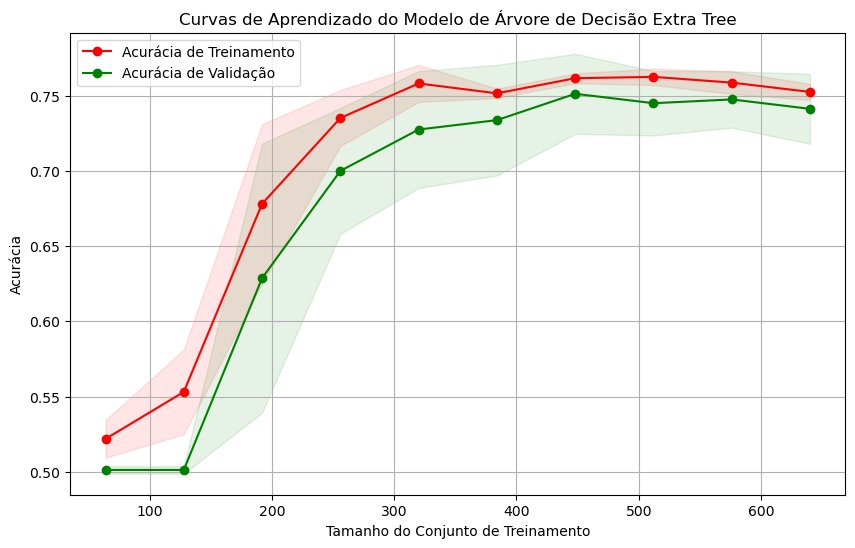 Curvas de Aprendizado do Modelo de Árvore de Decisão Extra Tree
Acurácia de Treinamento
Acurácia de Validação
Acurácia
0.75
0.70
0.65
0.60
0.55
0.50
100 200 300 400 500 600
Tamanho do Conjunto de Treinamento